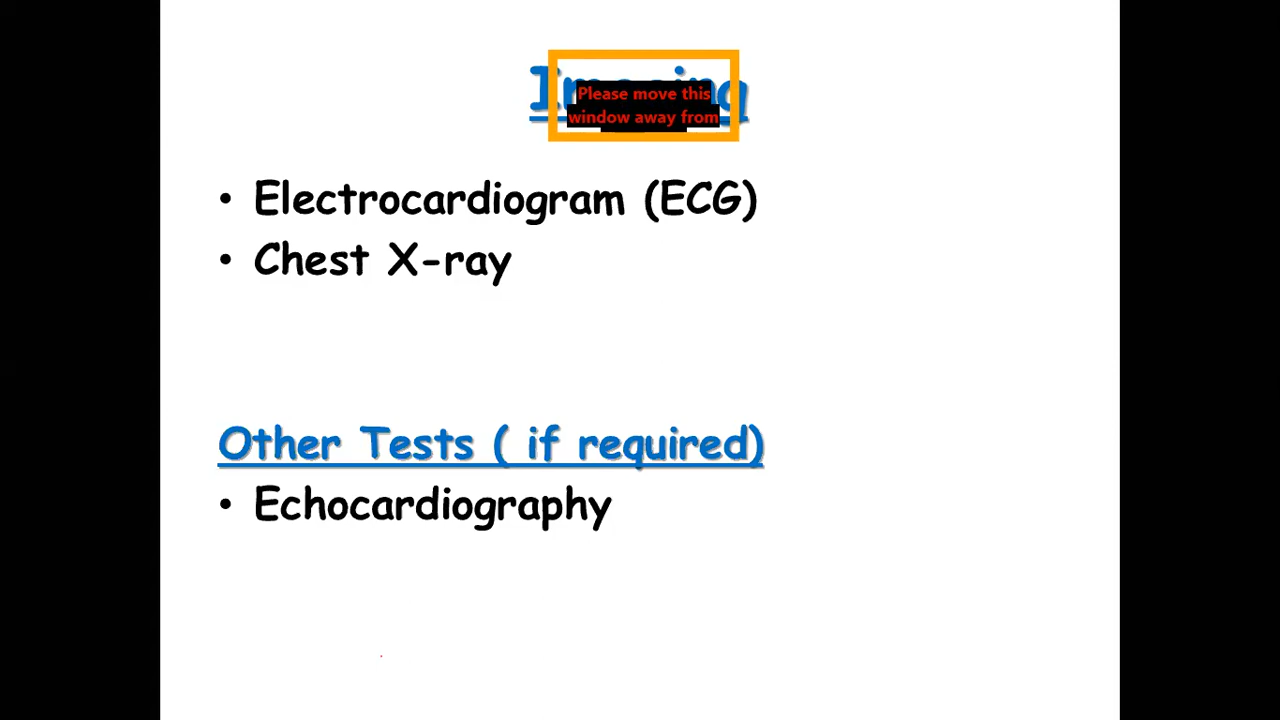 Please move this
window away from
• Electrocardiogram (ECG)
• Chest X-ray
Other Tests ( if required)
• Echocardiography